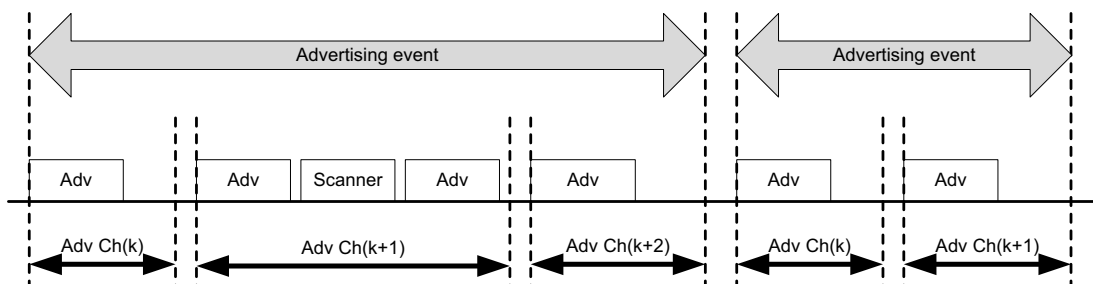 Advertising event Advertising event
Adv Adv Scanner Adv Adv Adv Adv
Adv Ch(k) Adv Ch(k+1) Adv Ch(k+2) Adv Ch(k) Adv Ch(k+1)